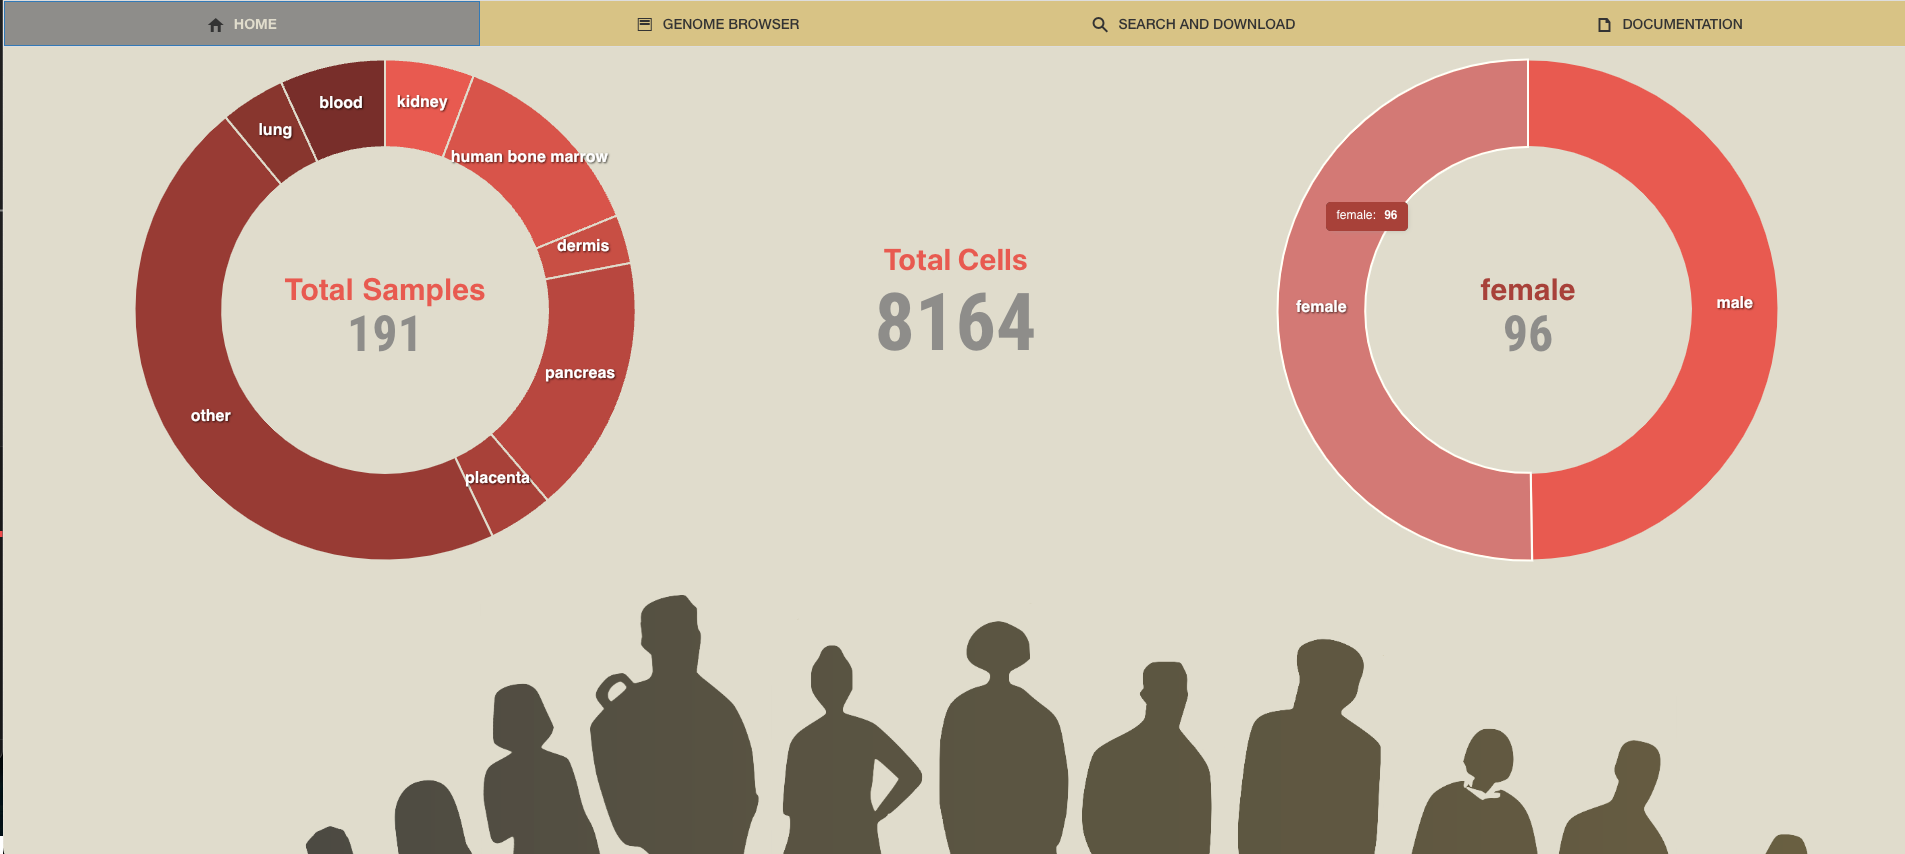 HOME
GENOME BROWSER
SEARCH AND DOWNLOAD
DOCUMENTATION
blood
kidney
lung
human bone marrow
dermis
Total Samples
191
pancreas
other
placenta
Total Cells
8164
female: 96
female
female
96
male